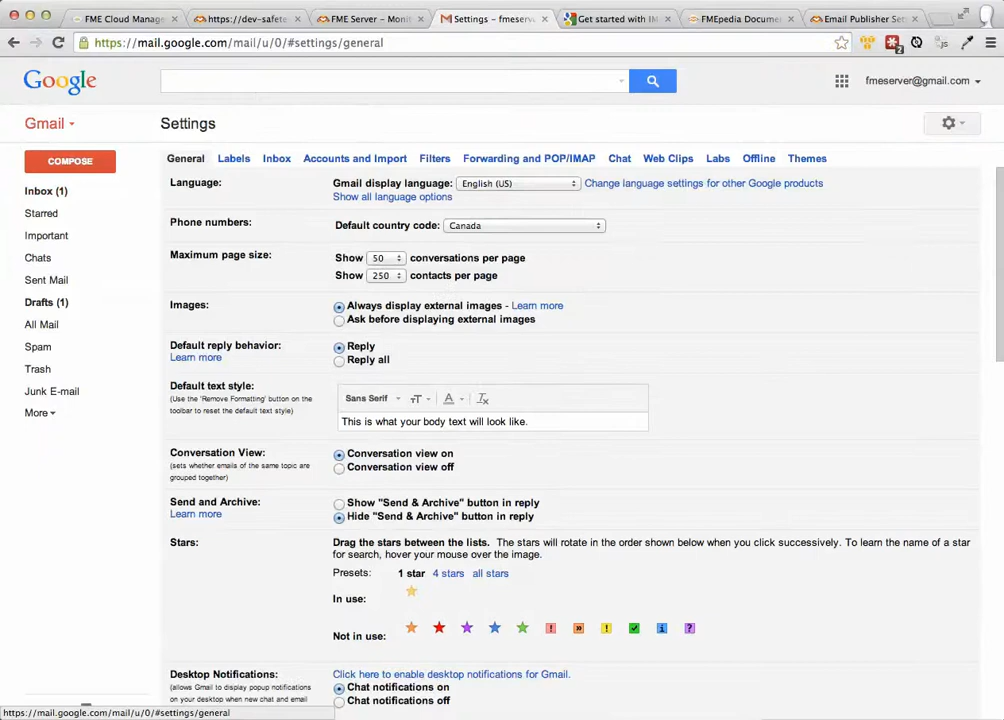 FME Cloud Manage
https://dev-safete
FME Server – Monit
Settings – fmeserv
Get started with IM
FMEpedia Docume
Email Publisher Se
https://mail.google.com/mail/u/0/#settings/general
2
Google
fmeserver@gmail.com
Gmail
Settings
COMPOSE
General Labels Inbox Accounts and Import Filters Forwarding and POP/IMAP Chat Web Clips Labs Offline Themes
Inbox (1)
Starred
Important
Chats
Sent Mail
Drafts (1)
All Mail
Spam
Trash
Junk E-mail
More
Language:
Gmail display language: English (US) Change language settings for other Google products
Show all language options
Phone numbers:
Default country code: Canada
Maximum page size:
Show 50 conversations per page
Show 250 contacts per page
Images:
Always display external images - Learn more
Ask before displaying external images
Default reply behavior:
Learn more
Reply
Reply all
Default text style:
(Use the 'Remove Formatting' button on the
toolbar to reset the default text style)
Sans Serif
This is what your body text will look like.
Conversation View:
(sets whether emails of the same topic are
grouped together)
Conversation view on
Conversation view off
Send and Archive:
Learn more
Show "Send & Archive" button in reply
Hide "Send & Archive" button in reply
Stars:
Drag the stars between the lists. The stars will rotate in the order shown below when you click successively. To learn the name of a star
for search, hover your mouse over the image.
Presets: 1 star 4 stars all stars
In use:
Not in use:
Desktop Notifications:
(allows Gmail to display popup notifications
on your desktop when new chat and email
Click here to enable desktop notifications for Gmail.
Chat notifications on
Chat notifications off
https://mail.google.com/mail/u/0/#settings/general